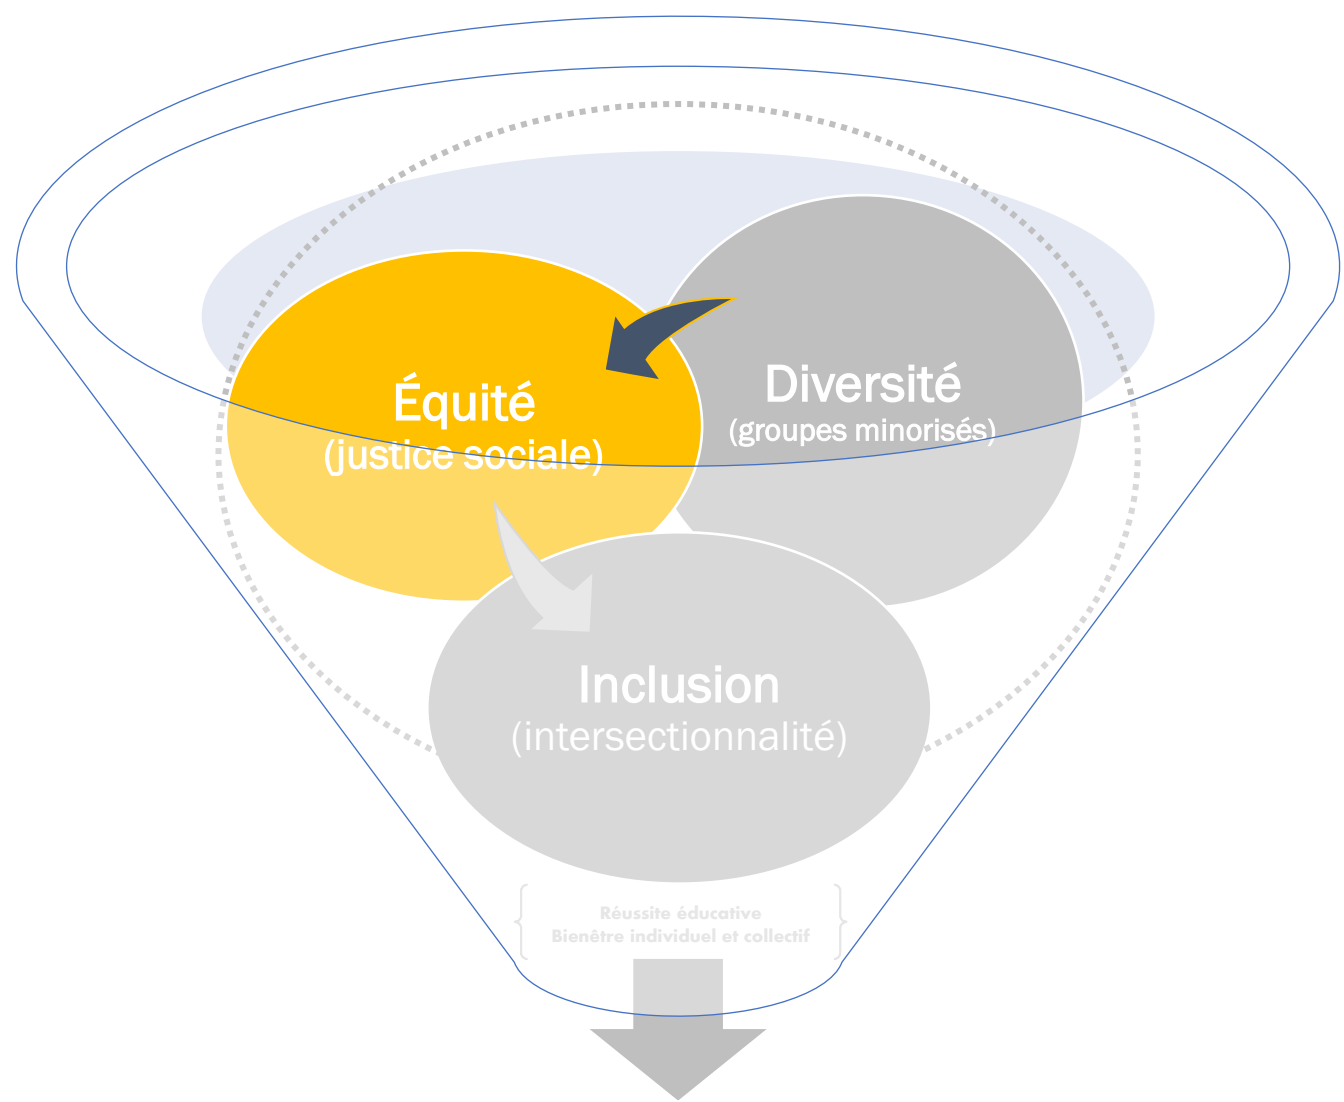 Équité
(justice sociale)
Diversité
(groupes minorisés)
Inclusion
(intersectionnalité)
Réussite éducative
Bienêtre individuel et collectif